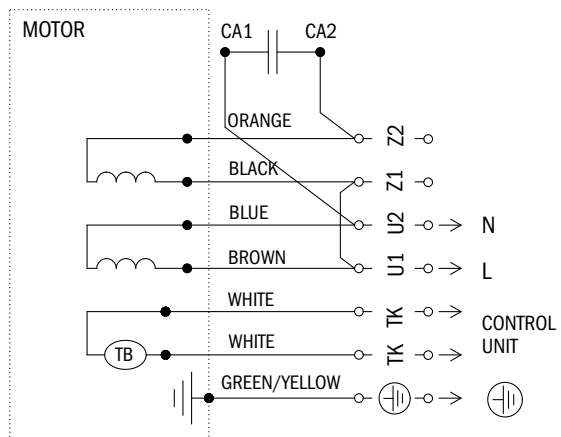 MOTOR
CA1 CA2
ORANGE Z2
BLACK Z1
BLUE U2 N
BROWN U1 L
WHITE TK
CONTROL
UNIT
TB WHITE TK
GREEN/YELLOW